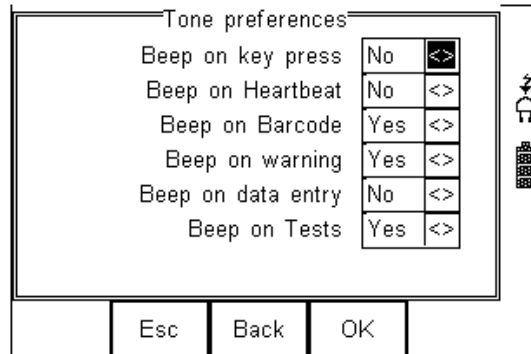 Tone preferences
Beep on key press No <>
Beep on Heartbeat No <>
Beep on Barcode Yes <>
Beep on warning Yes <>
Beep on data entry No <>
Beep on Tests Yes <>
Esc Back OK